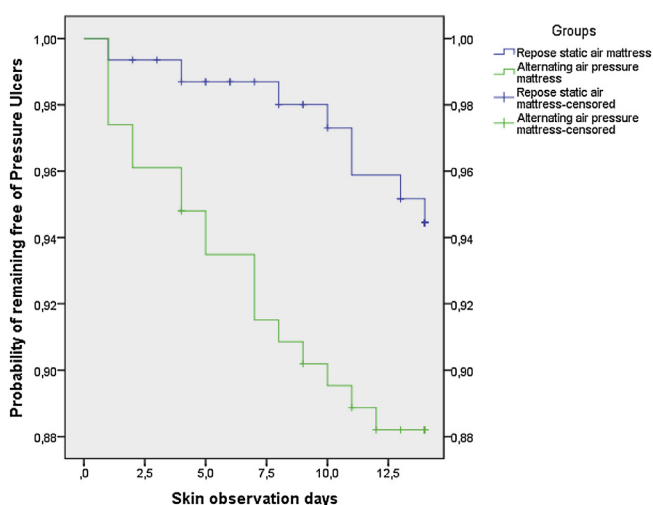 Groups
Repose static air mattress
Alternating air pressure
mattress
Repose static air
mattress-censored
Alternating air pressure
mattress-censored
Probability of remaining free of Pressure Ulcers
1,00
0,98
0,96
0,94
0,92
0,90
0,88
1,00
0,98
0,96
0,94
0,92
0,90
0,88
,0
2,5
5,0
7,5
10,0
12,5
Skin observation days